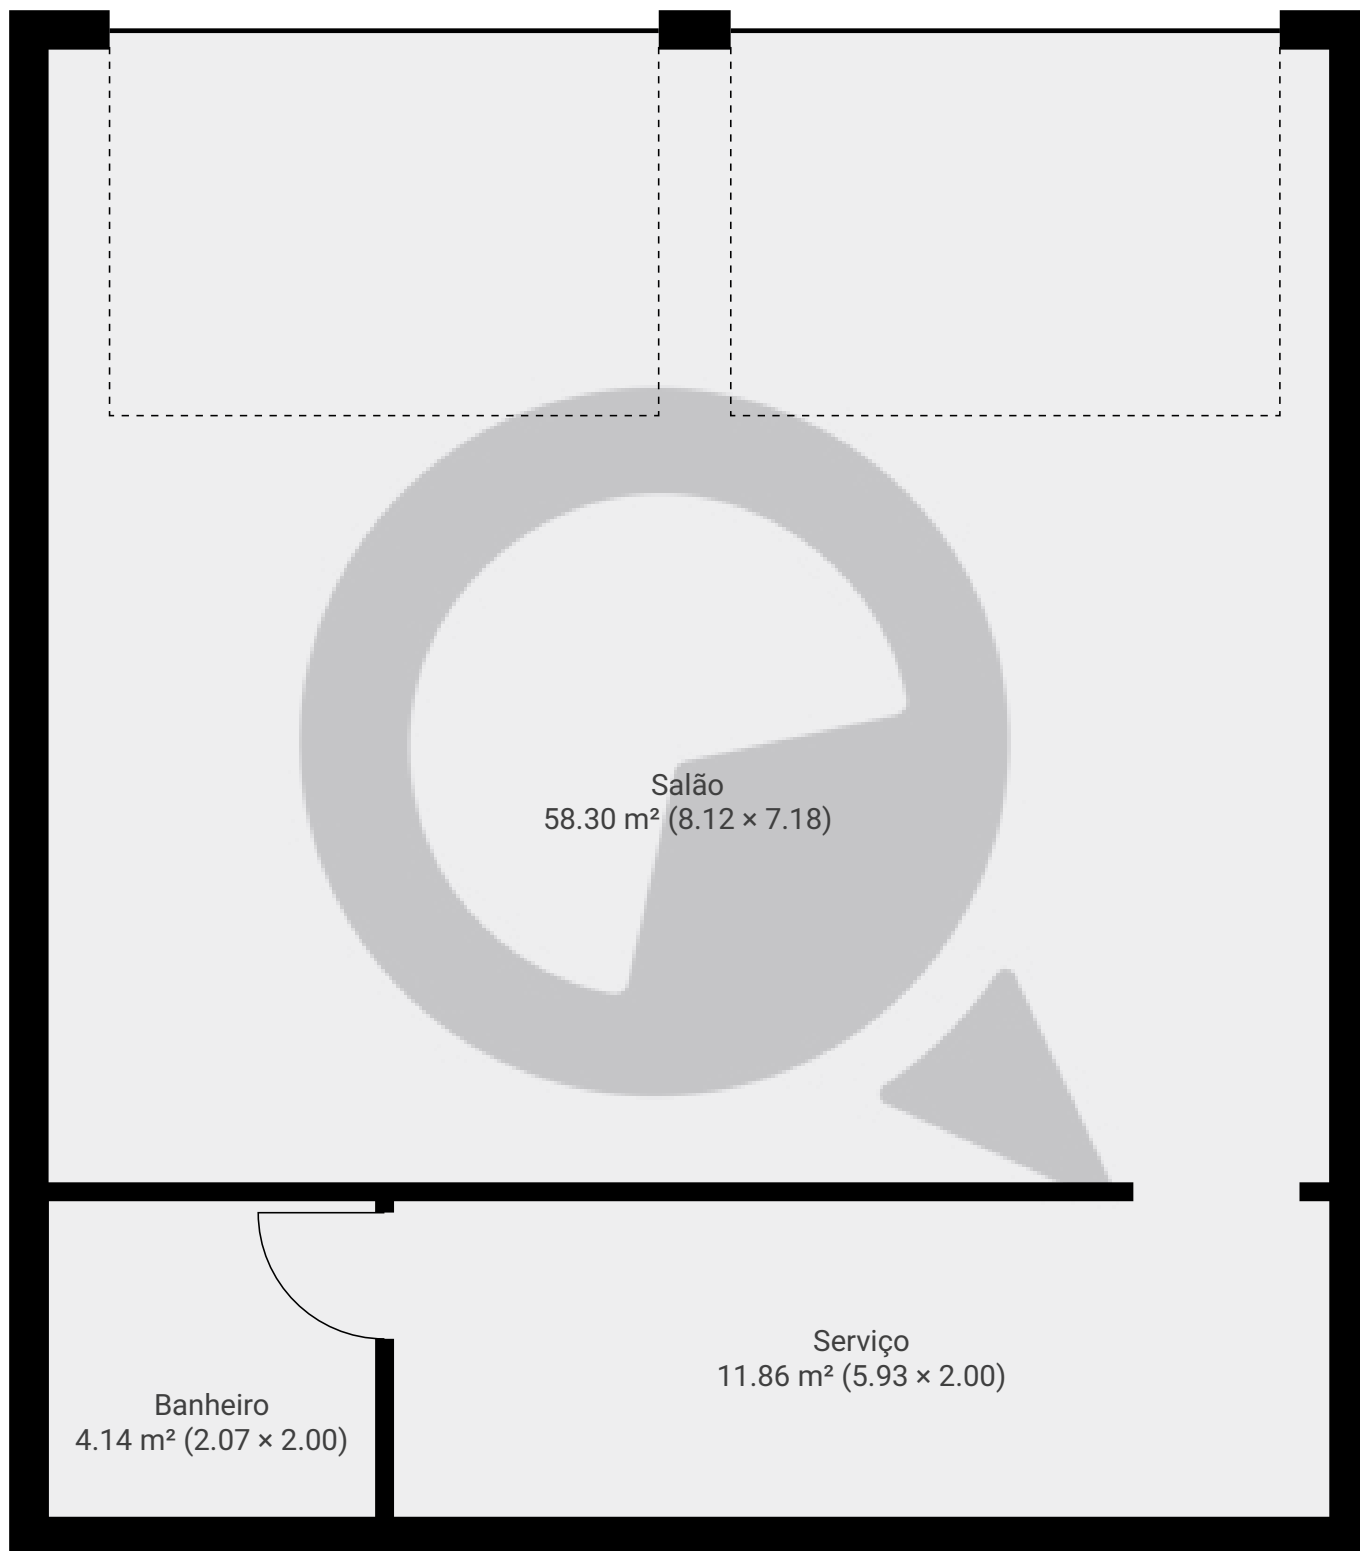 Salão
58.30 m² (8.12 × 7.18)
Serviço
11.86 m² (5.93 × 2.00)
Banheiro
4.14 m² (2.07 × 2.00)